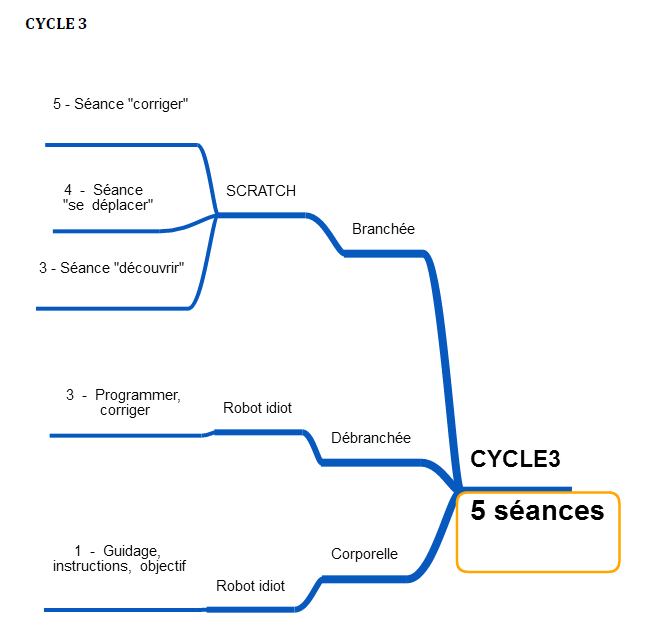 CYCLE 3
5 - Séance "corriger"
4 - Séance
"se déplacer"
3 - Séance "découvrir"
SCRATCH
Branchée
3 - Programmer,
corriger
Robot idiot
Débranchée
1 - Guidage,
instructions, objectif
Robot idiot
Corporelle
CYCLE3
5 séances